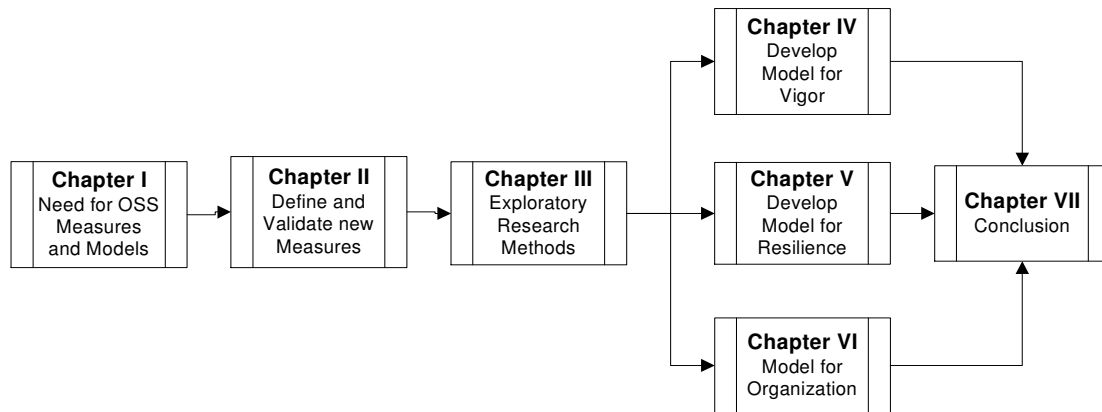 Chapter I
Need for OSS
Measures
and Models
Chapter II
Define and
Validate new
Measures
Chapter III
Exploratory
Research
Methods
Chapter IV
Develop
Model for
Vigor
Chapter V
Develop
Model for
Resilience
Chapter VI
Model for
Organization
Chapter VII
Conclusion